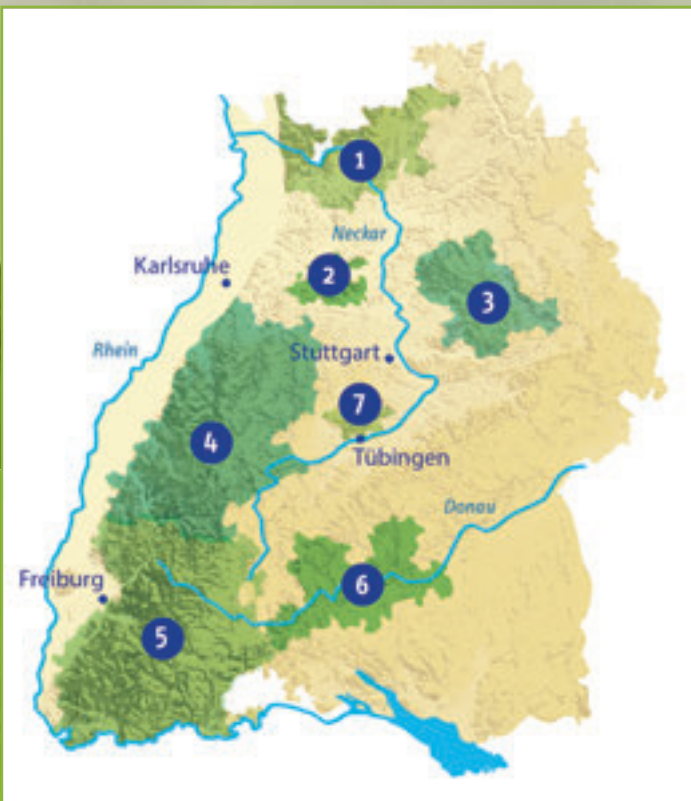 1
Neckar
2
Karlsruhe
3
Rhein
Stuttgart
7
4
Tübingen
Donau
Freiburg
6
5